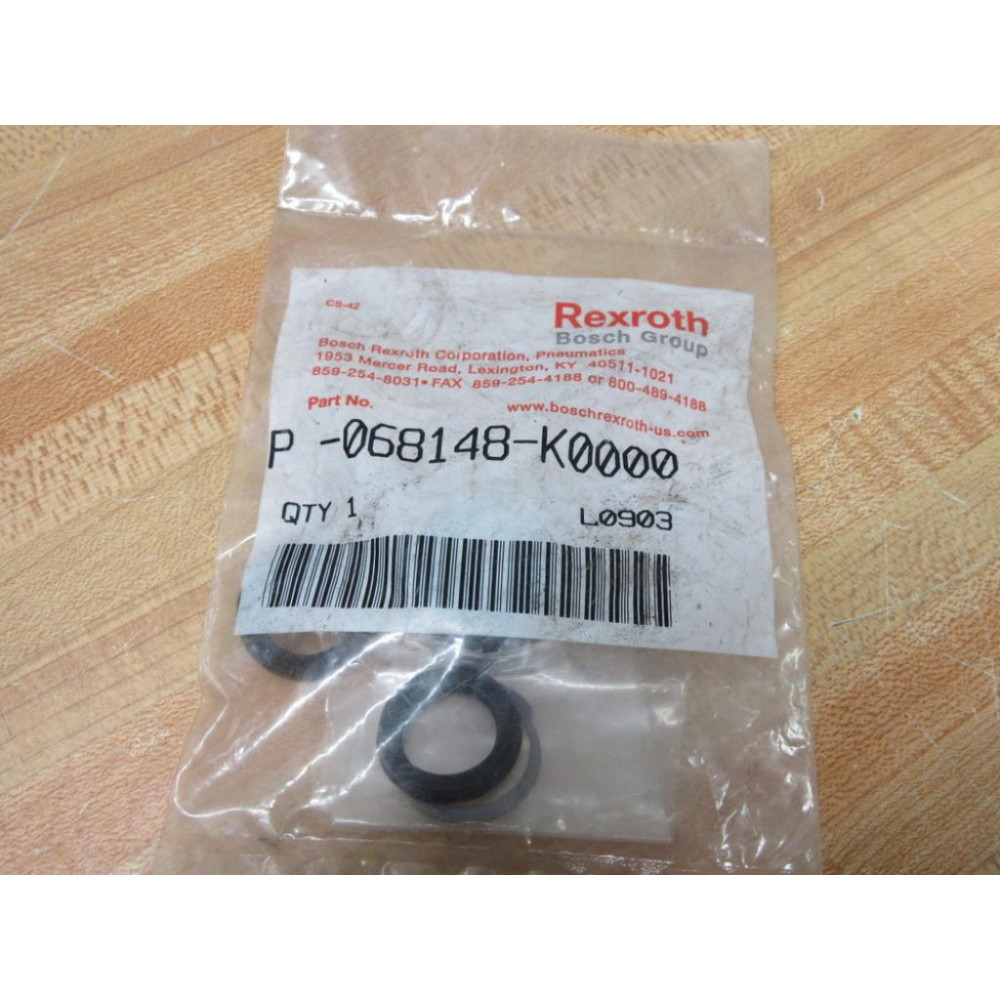 CB-42
Rexroth
Bosch Group
Bosch Rexroth Corporation, Pneumatics
1953 Mercer Road, Lexington, KY 40511-1021
859-254-8031• FAX 859-254-4188 or 800-489-4188
Part No. www.boschrexroth-us.com
P -068148-K0000
QTY 1 L0903